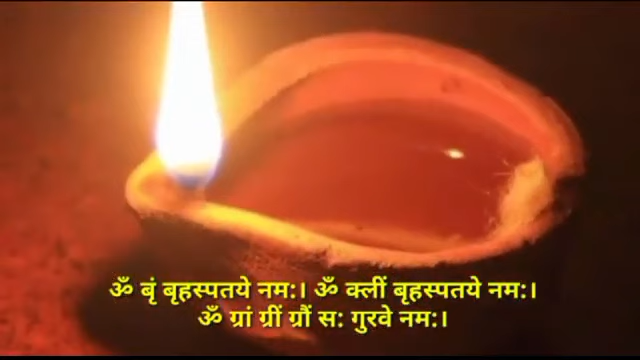 ॐ बृं बृहस्पतये नम:। ॐ क्लीं बृहस्पतये नम:।
ॐ ग्रां ग्रीं ग्रौं स: गुरवे नम:।